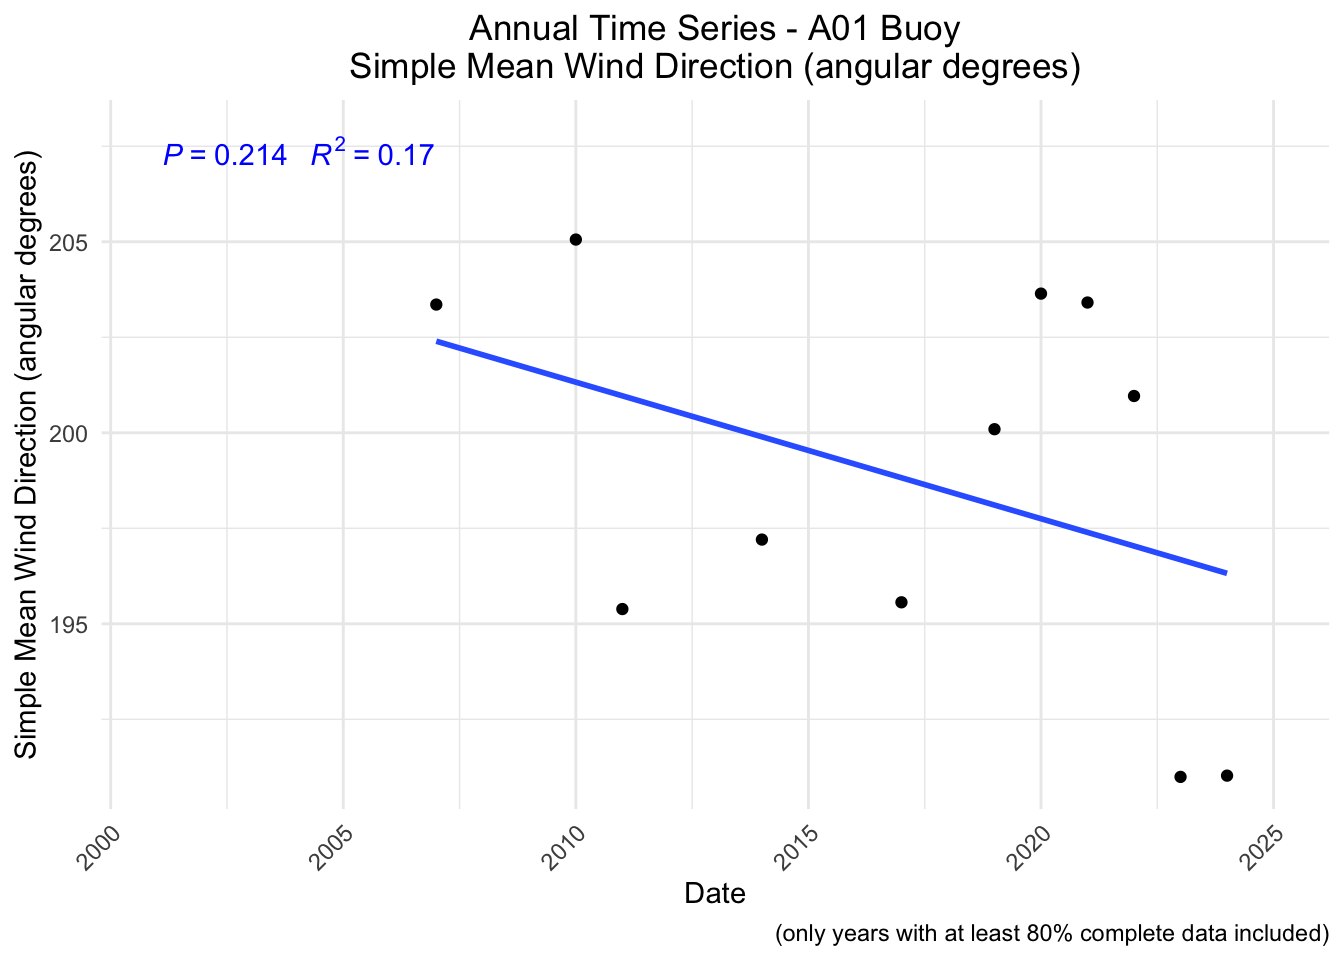 Annual Time Series - A01 Buoy
Simple Mean Wind Direction (angular degrees)
P = 0.214 R² = 0.17
Simple Mean Wind Direction (angular degrees)
205
200
195
2000
2005
2010
2015
2020
2025
Date
(only years with at least 80% complete data included)